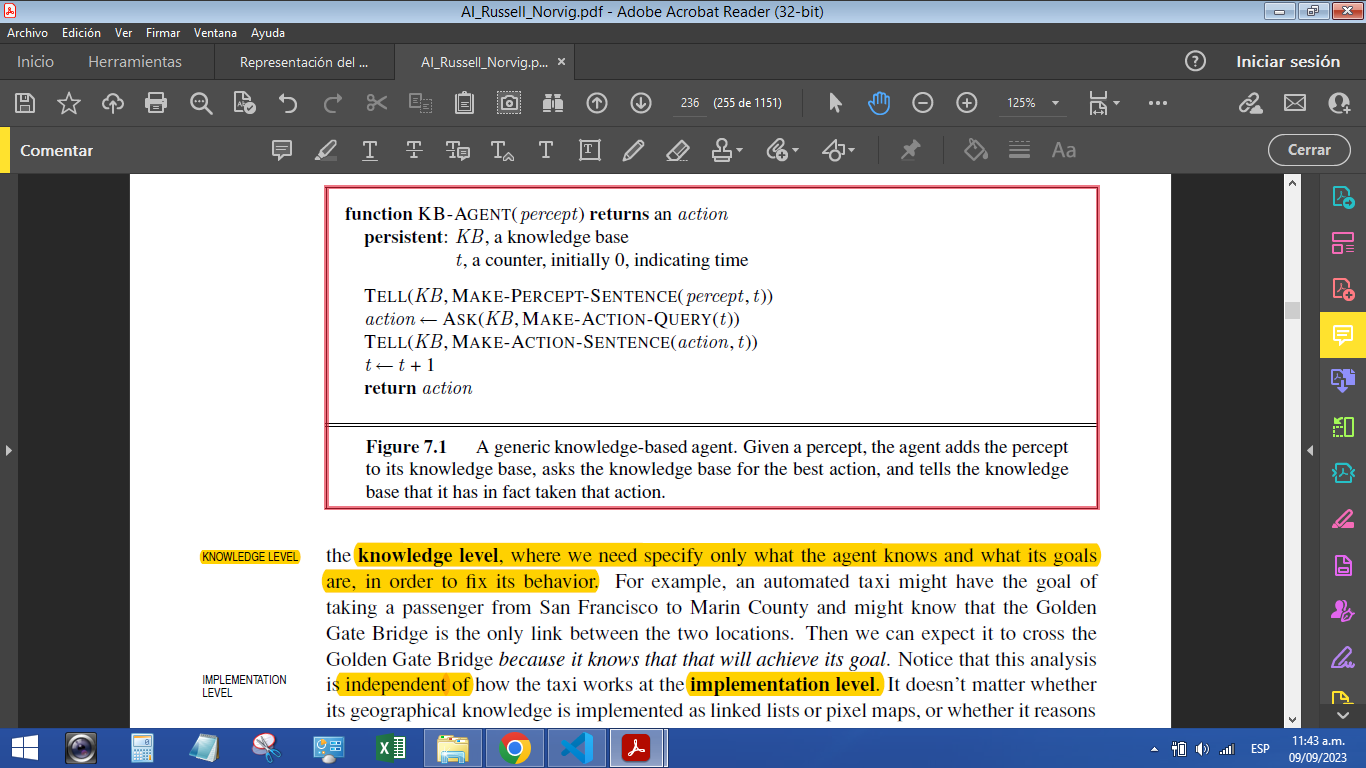 AI_Russell_Norvig.pdf - Adobe Acrobat Reader (32-bit)
Archivo Edición Ver Firmar Ventana Ayuda
Inicio Herramientas Representación del ... AI_Russell_Norvig.p... ×
? Iniciar sesión
236 (255 de 1151) 125%
Comentar Aa Cerrar
function KB-AGENT(percept) returns an action
persistent: KB, a knowledge base
t, a counter, initially 0, indicating time
TELL(KB, MAKE-PERCEPT-SENTENCE(percept, t))
action ← ASK(KB, MAKE-ACTION-QUERY(t))
TELL(KB, MAKE-ACTION-SENTENCE(action, t))
t ← t + 1
return action
Figure 7.1 A generic knowledge-based agent. Given a percept, the agent adds the percept
to its knowledge base, asks the knowledge base for the best action, and tells the knowledge
base that it has in fact taken that action.
KNOWLEDGE LEVEL
the knowledge level, where we need specify only what the agent knows and what its goals
are, in order to fix its behavior. For example, an automated taxi might have the goal of
taking a passenger from San Francisco to Marin County and might know that the Golden
Gate Bridge is the only link between the two locations. Then we can expect it to cross the
Golden Gate Bridge because it knows that that will achieve its goal. Notice that this analysis
IMPLEMENTATION
LEVEL
is independent of how the taxi works at the implementation level. It doesn't matter whether
its geographical knowledge is implemented as linked lists or pixel maps, or whether it reasons
ESP
11:43 a.m.
09/09/2023